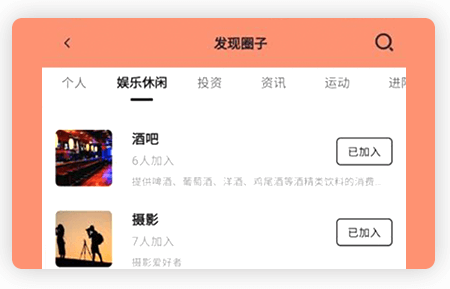 发现圈子
个人 娱乐休闲 投资 资讯 运动
酒吧
6人加入
已加入
提供啤酒、葡萄酒、洋酒、鸡尾酒等酒精类饮料的消费...
摄影
7人加入
已加入
摄影爱好者